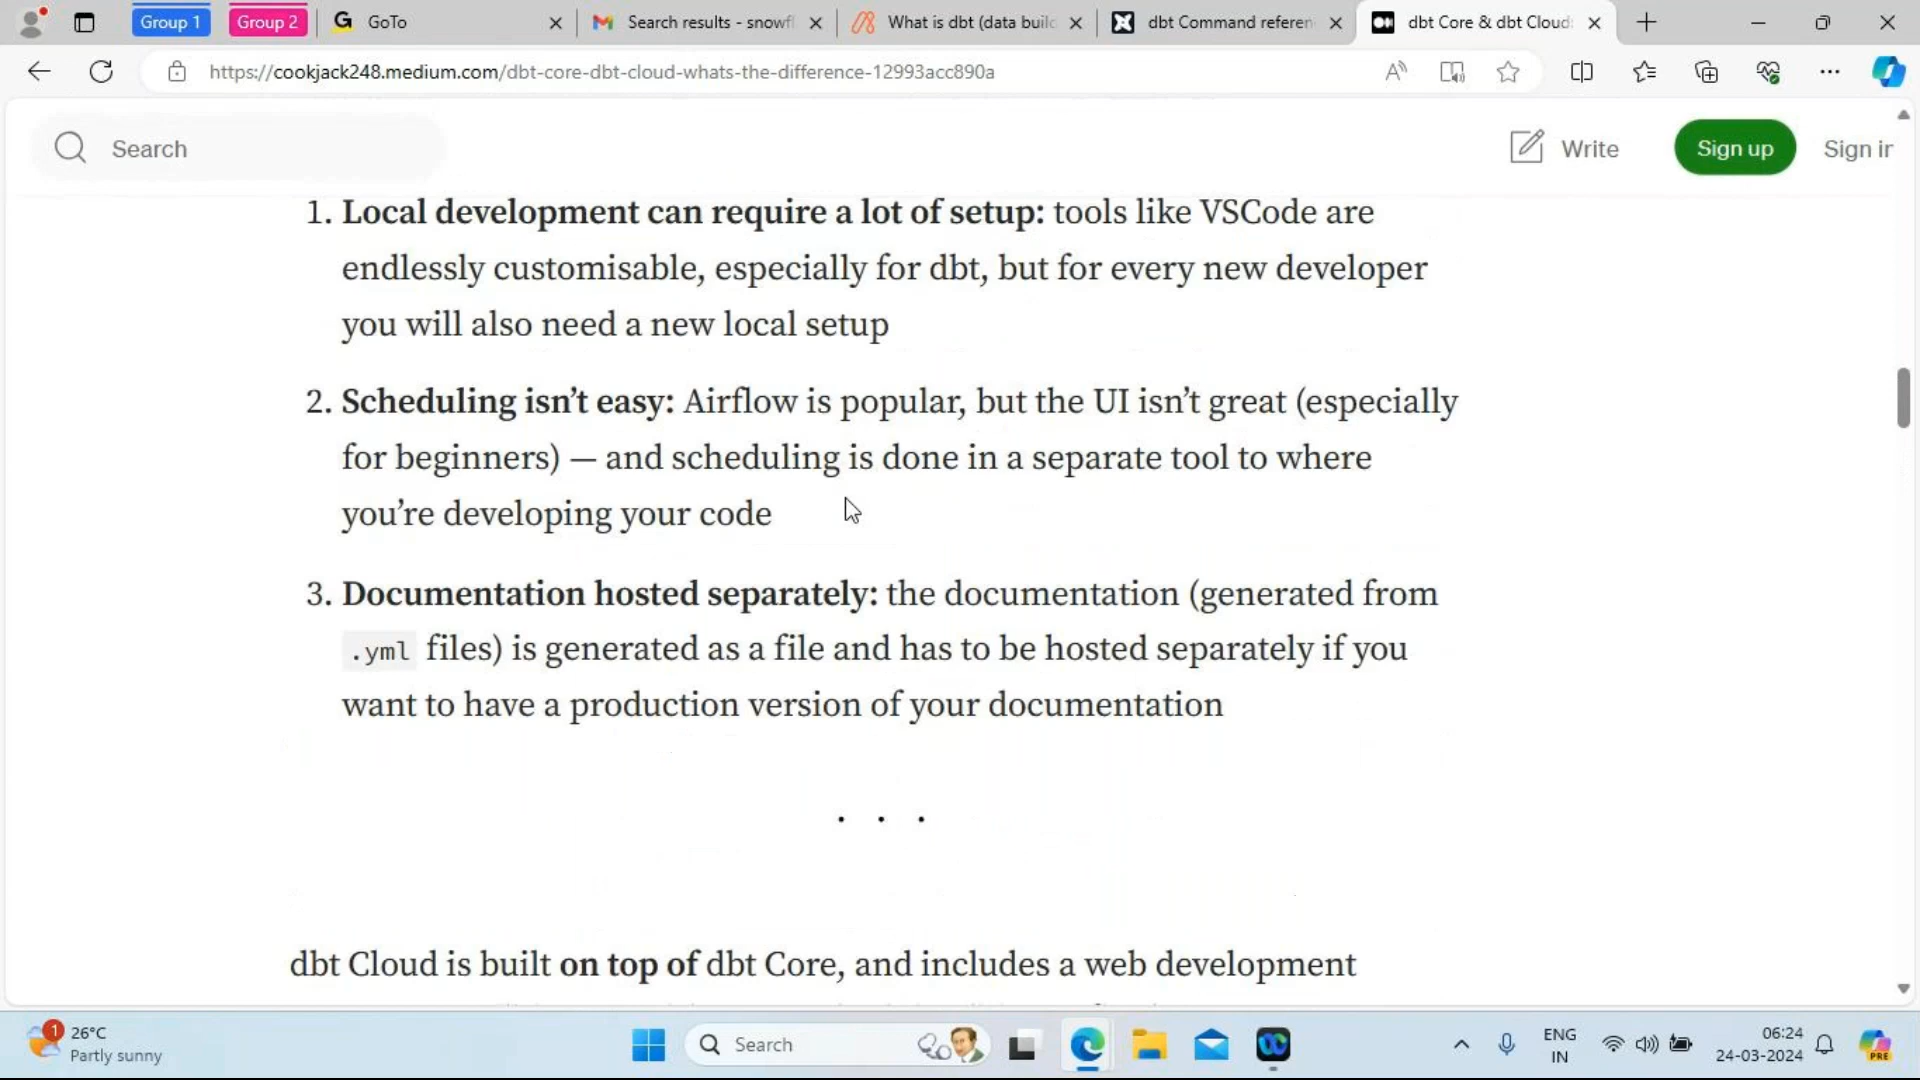 Group 1
Group 2
GoTo
Search results - snowfl
What is dbt (data build
dbt Command referen
dbt Core & dbt Cloud:
https://cookjack248.medium.com/dbt-core-dbt-cloud-whats-the-difference-12993acc890a
Search
Write
Sign up
Sign in
1. Local development can require a lot of setup: tools like VSCode are
endlessly customisable, especially for dbt, but for every new developer
you will also need a new local setup
2. Scheduling isn’t easy: Airflow is popular, but the UI isn’t great (especially
for beginners) — and scheduling is done in a separate tool to where
you’re developing your code
3. Documentation hosted separately: the documentation (generated from
.yml files) is generated as a file and has to be hosted separately if you
want to have a production version of your documentation
. . .
dbt Cloud is built on top of dbt Core, and includes a web development
1
26°C
Partly sunny
Search
ENG
IN
06:24
24-03-2024
PRE